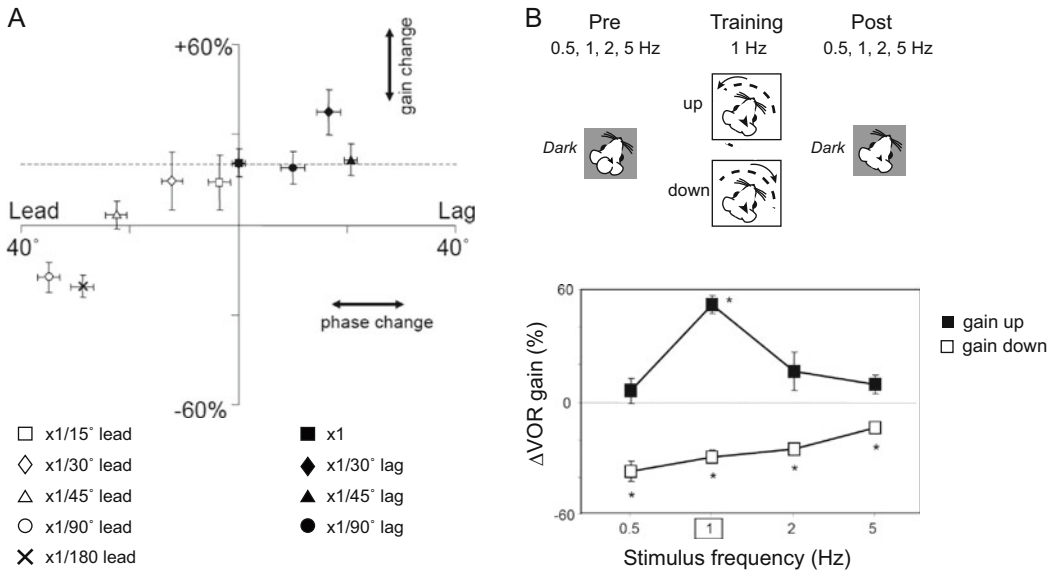 A
+60%
gain change
Lead
Lag
40°
40°
phase change
-60%
x1/15° lead
x1/30° lead
x1/45° lead
x1/90° lead
x1/180 lead
x1
x1/30° lag
x1/45° lag
x1/90° lag
B
Pre
Training
Post
0.5, 1, 2, 5 Hz
1 Hz
0.5, 1, 2, 5 Hz
up
Dark
Dark
down
60
0
-60
ΔVOR gain (%)
*
* * * *
gain up
gain down
0.5 1 2 5
Stimulus frequency (Hz)